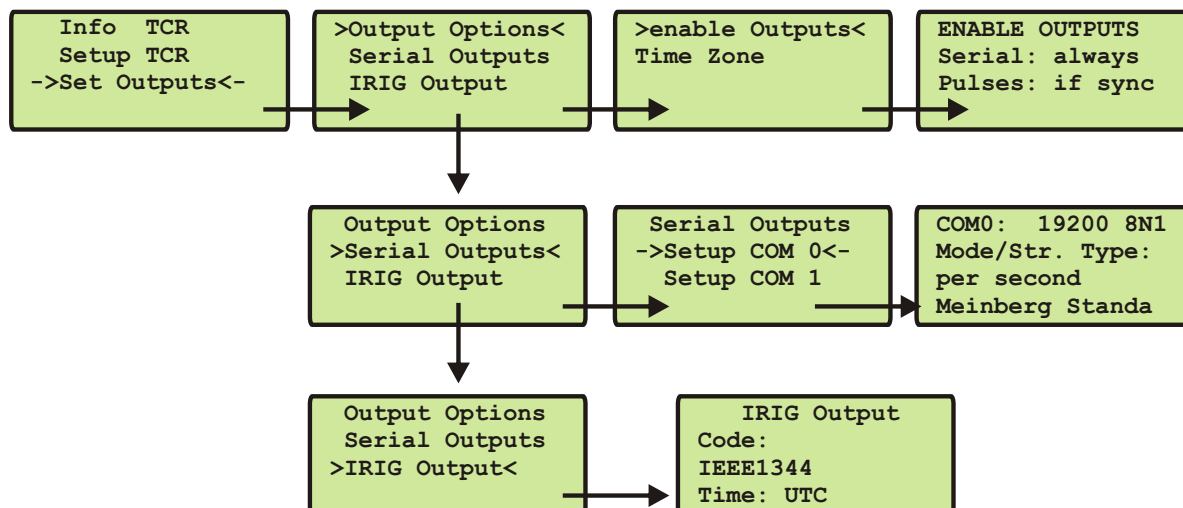 Info TCR
Setup TCR
->Set Outputs<-
>Output Options<
Serial Outputs
IRIG Output
>enable Outputs<
Time Zone
ENABLE OUTPUTS
Serial: always
Pulses: if sync
Output Options
>Serial Outputs<
IRIG Output
Serial Outputs
->Setup COM 0<-
Setup COM 1
COM0: 19200 8N1
Mode/Str. Type:
per second
Meinberg Standa
Output Options
Serial Outputs
>IRIG Output<
IRIG Output
Code:
IEEE1344
Time: UTC